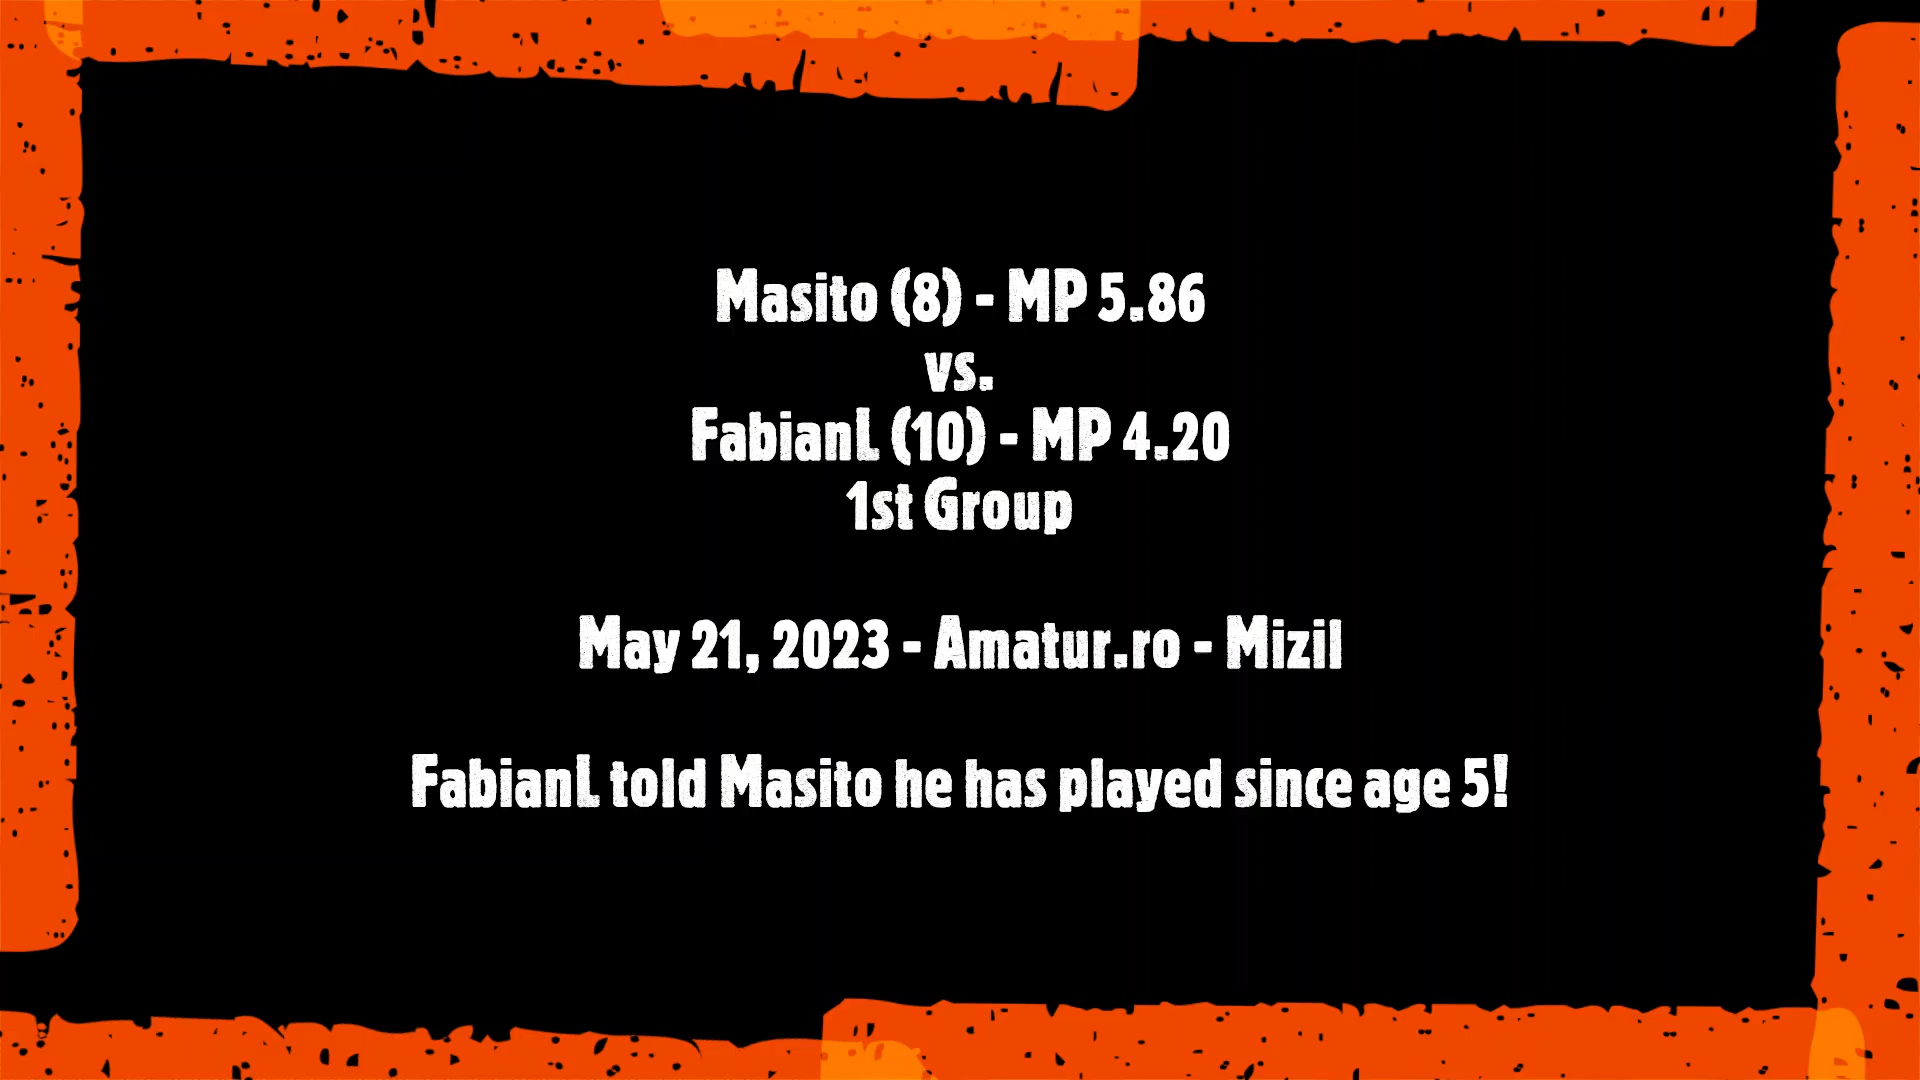 Masito (8) - MP 5.86
vs.
FabianL (10) - MP 4.20
1st Group
May 21, 2023 - Amatur.ro - Mizil
FabianL told Masito he has played since age 5!